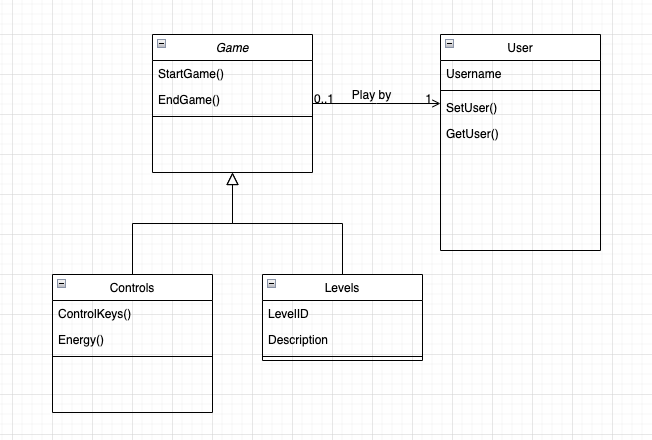 Game
StartGame()
EndGame()
User
Username
SetUser()
GetUser()
0..1
Play by
1
Controls
ControlKeys()
Energy()
Levels
LevelID
Description